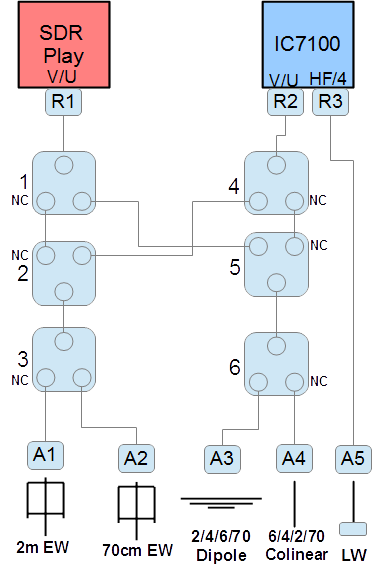 SDR
Play
V/U
IC7100
V/U HF/4
R1
R2
R3
1
NC
4
NC
NC
2
NC
5
3
NC
6
NC
A1
A2
A3
A4
A5
2m EW
70cm EW
2/4/6/70
Dipole
6/4/2/70
Colinear
LW